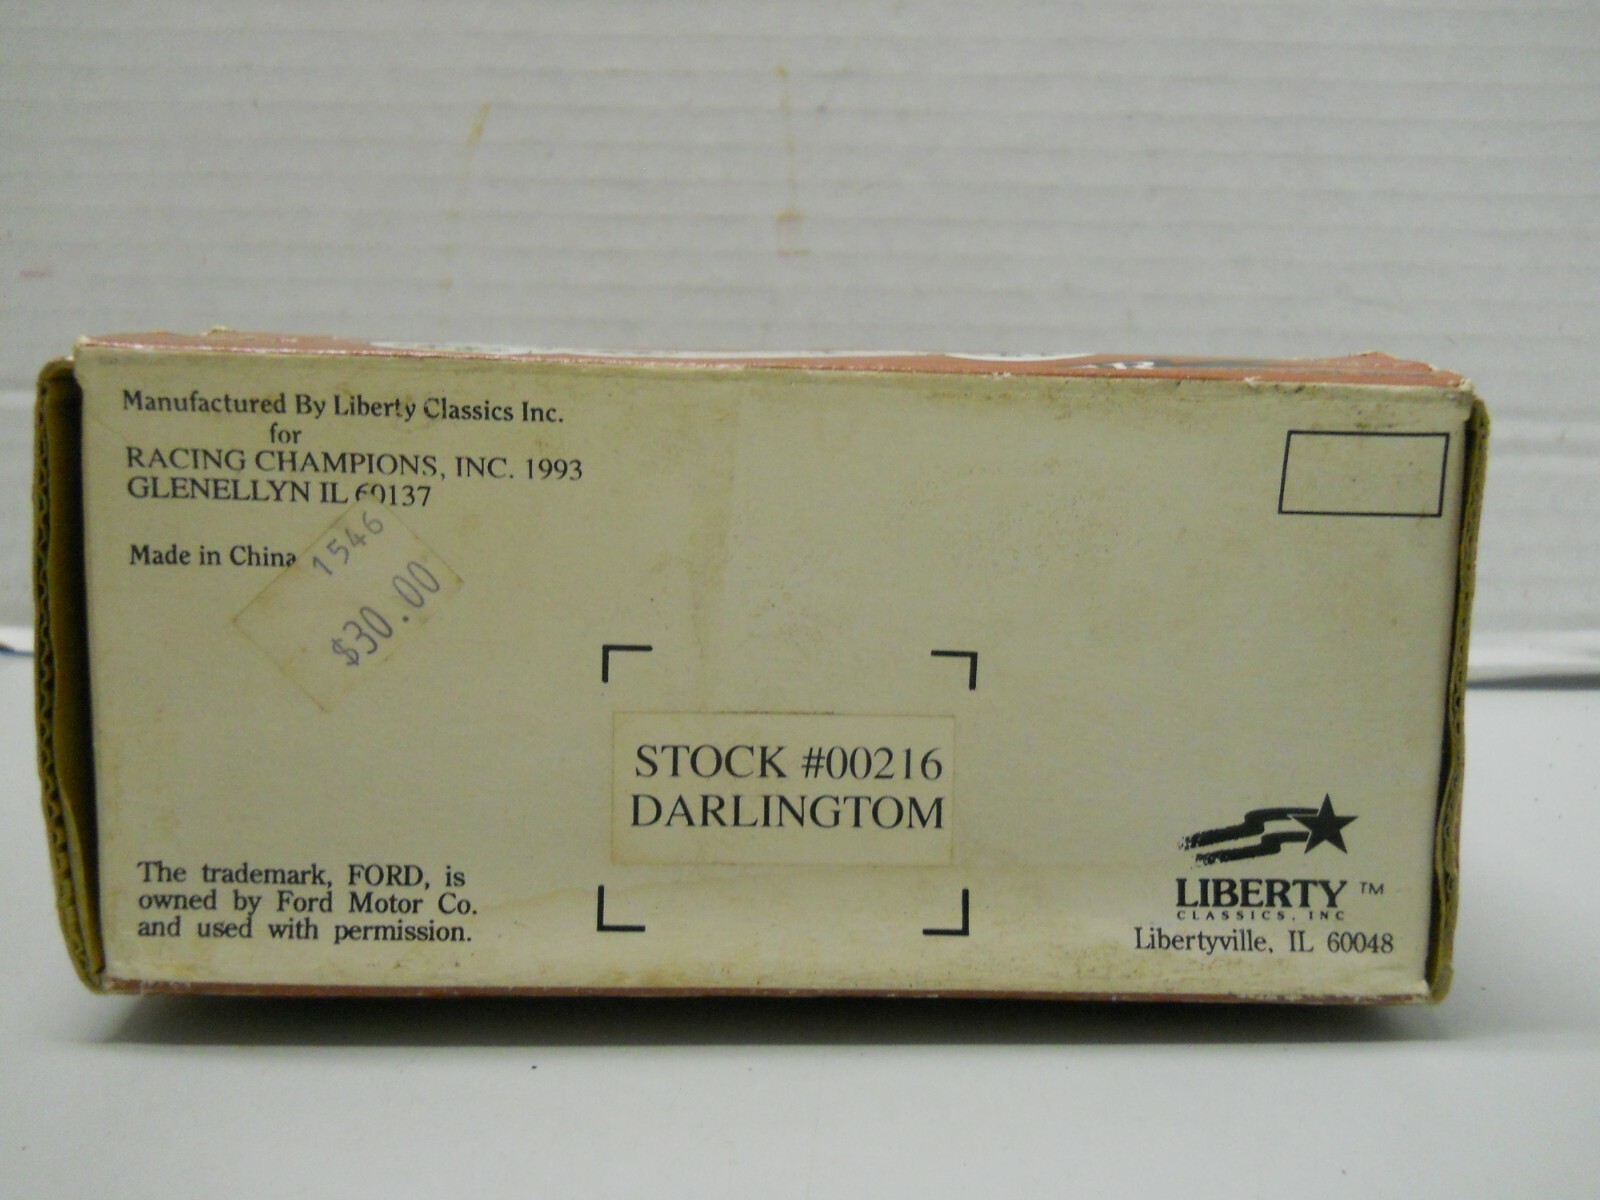 Manufactured By Liberty Classics Inc.
for
RACING CHAMPIONS, INC. 1993
GLENELLYN IL 60137
Made in China
1546
$30.00
STOCK #00216
DARLINGTOM
The trademark, FORD, is
owned by Ford Motor Co.
and used with permission.
LIBERTY ™
CLASSICS, INC
Libertyville, IL 60048